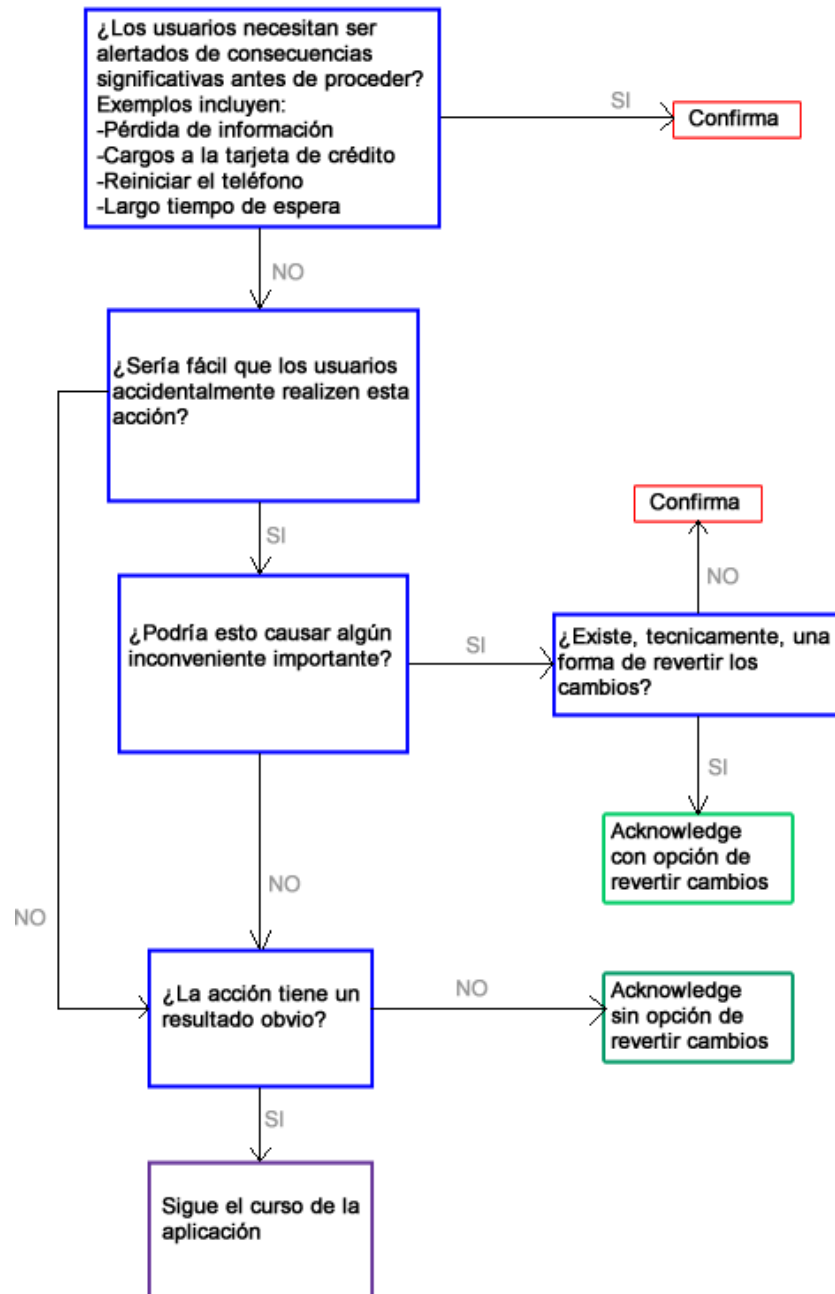 ¿Los usuarios necesitan ser
alertados de consecuencias
significativas antes de proceder?
Exemplos incluyen:
-Pérdida de información
-Cargos a la tarjeta de crédito
-Reiniciar el teléfono
-Largo tiempo de espera
SI
Confirma
NO
¿Sería fácil que los usuarios
accidentalmente realizen esta
acción?
SI
Confirma
NO
¿Podría esto causar algún
inconveniente importante?
SI
¿Existe, tecnicamente, una
forma de revertir los
cambios?
SI
Acknowledge
con opción de
revertir cambios
NO
NO
¿La acción tiene un
resultado obvio?
NO
Acknowledge
sin opción de
revertir cambios
SI
Sigue el curso de la
aplicación